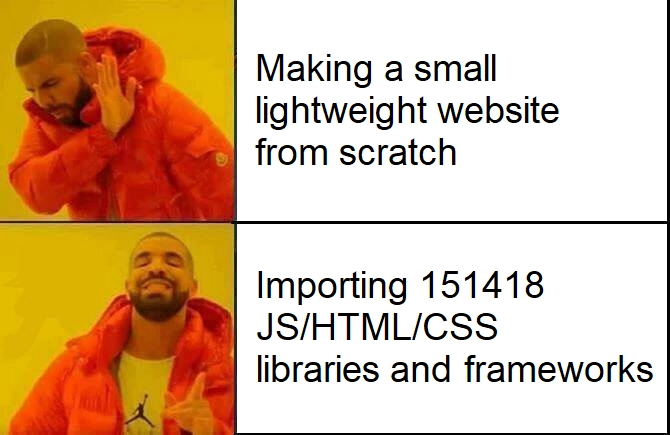 Making a small
lightweight website
from scratch
Importing 151418
JS/HTML/CSS
libraries and frameworks